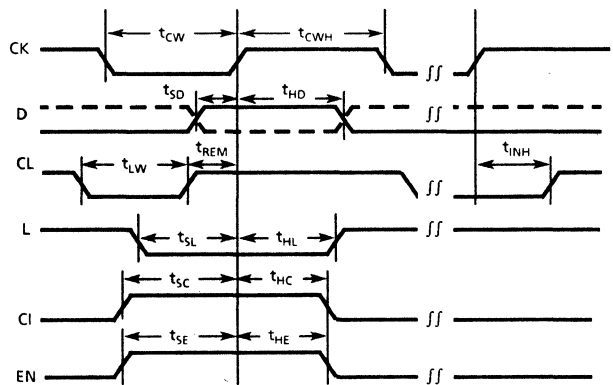 t_CW t_CWH
CK
∫∫
t_SD t_HD
D
∫∫
t_REM
CL t_LW t_INH
∫∫
L
∫∫
t_SL t_HL
t_SC t_HC
CI
∫∫
t_SE t_HE
EN
∫∫